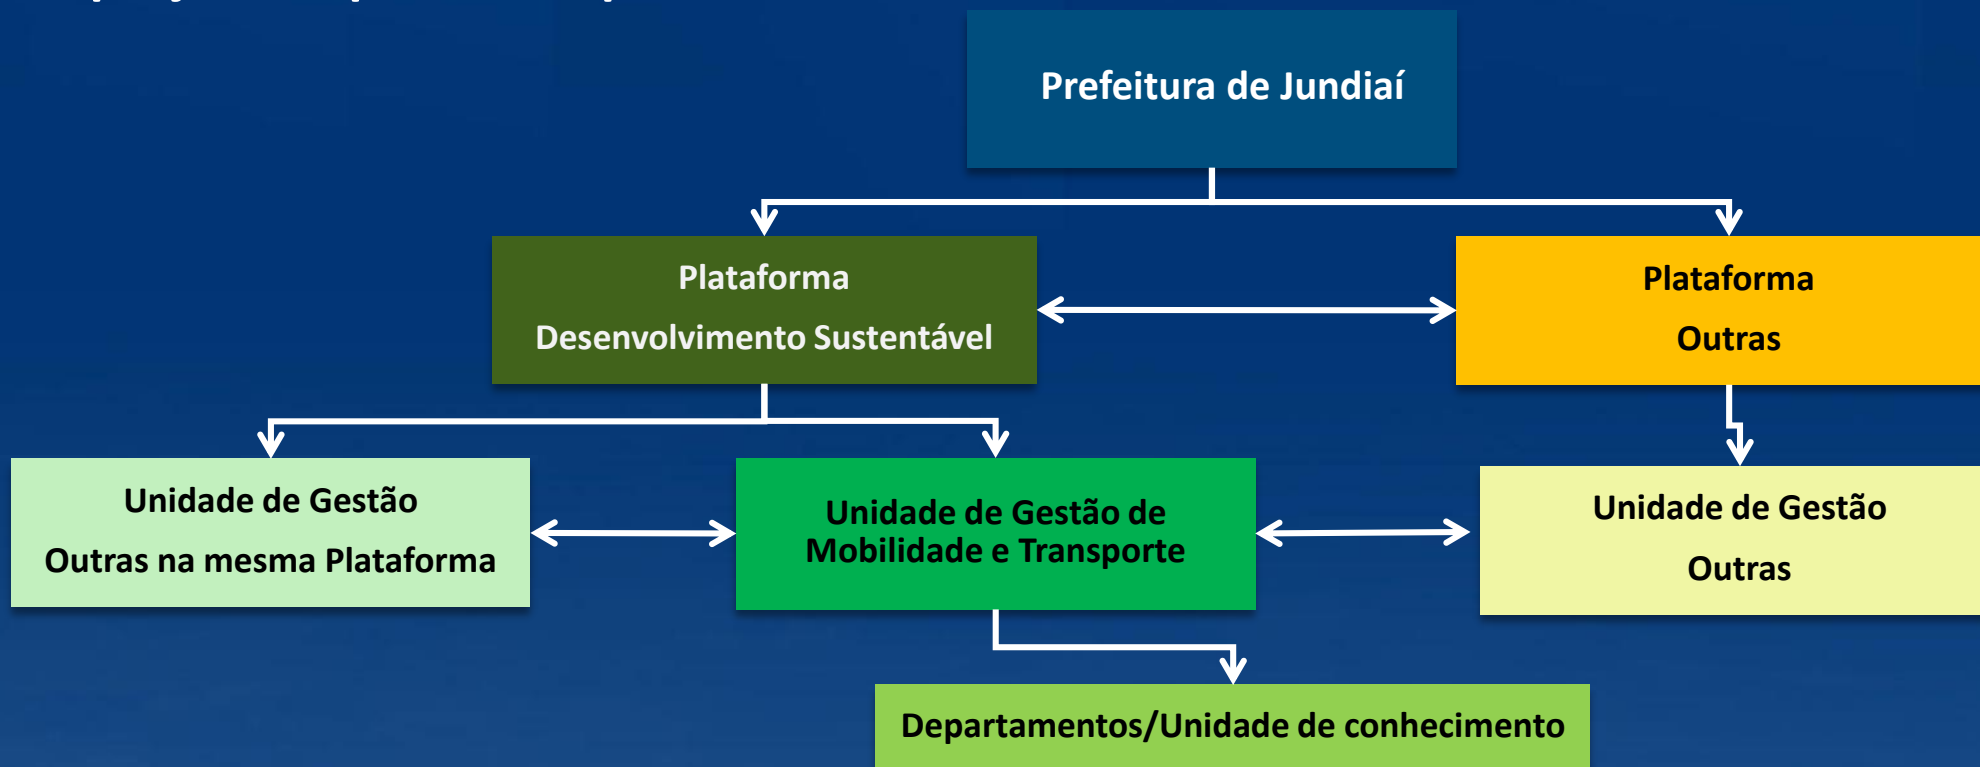 Prefeitura de Jundiaí
Plataforma
Desenvolvimento Sustentável
Plataforma
Outras
Unidade de Gestão
Outras na mesma Plataforma
Unidade de Gestão de
Mobilidade e Transporte
Unidade de Gestão
Outras
Departamentos/Unidade de conhecimento